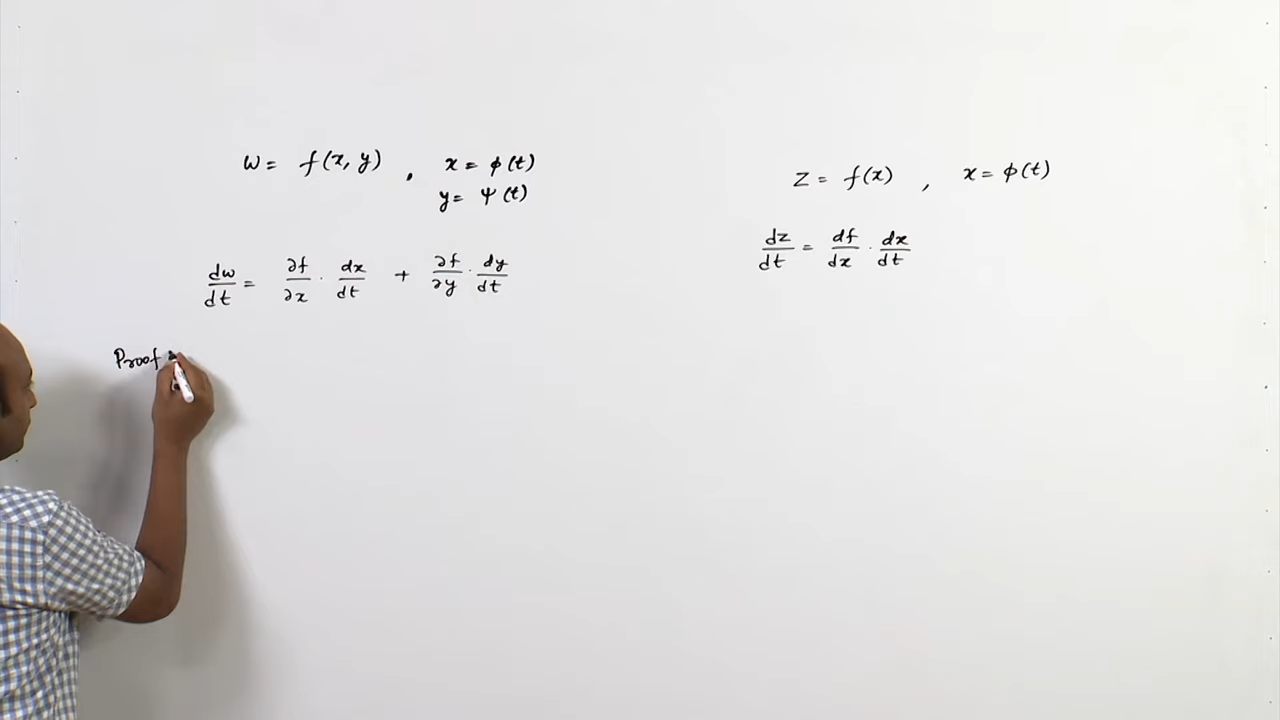 w = f(x, y) , x = φ(t)
y = ψ(t)
dw/dt = ∂f/∂x · dx/dt + ∂f/∂y · dy/dt
Proof
z = f(x) , x = φ(t)
dz/dt = df/dx · dx/dt